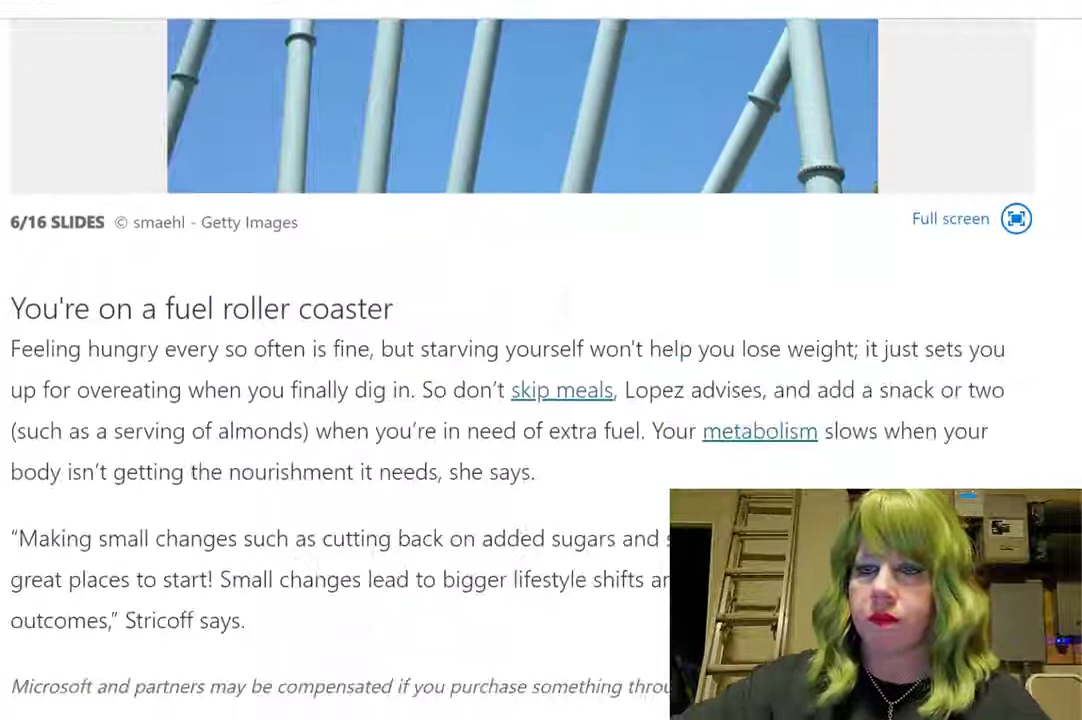 6/16 SLIDES © smaehl - Getty Images
Full screen
You're on a fuel roller coaster
Feeling hungry every so often is fine, but starving yourself won't help you lose weight; it just sets you
up for overeating when you finally dig in. So don’t skip meals, Lopez advises, and add a snack or two
(such as a serving of almonds) when you’re in need of extra fuel. Your metabolism slows when your
body isn’t getting the nourishment it needs, she says.
“Making small changes such as cutting back on added sugars and
great places to start! Small changes lead to bigger lifestyle shifts
outcomes,” Stricoff says.
Microsoft and partners may be compensated if you purchase something